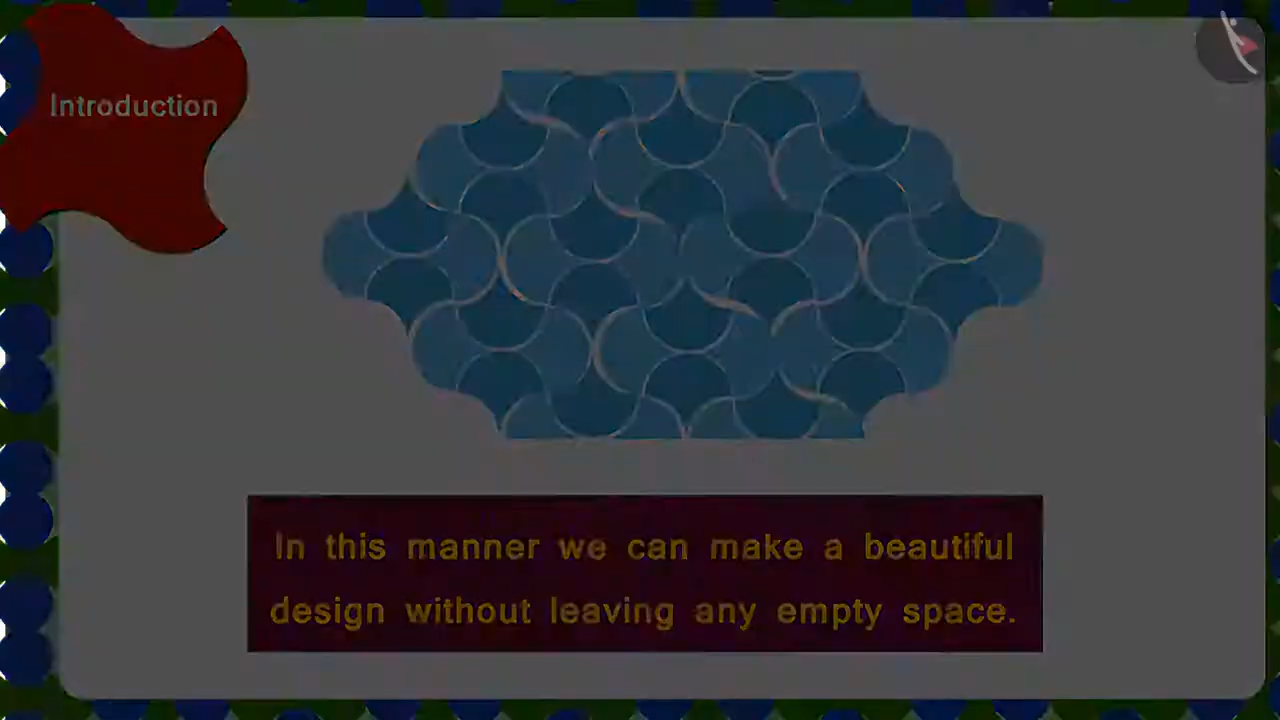 Introduction
In this manner we can make a beautiful
design without leaving any empty space.